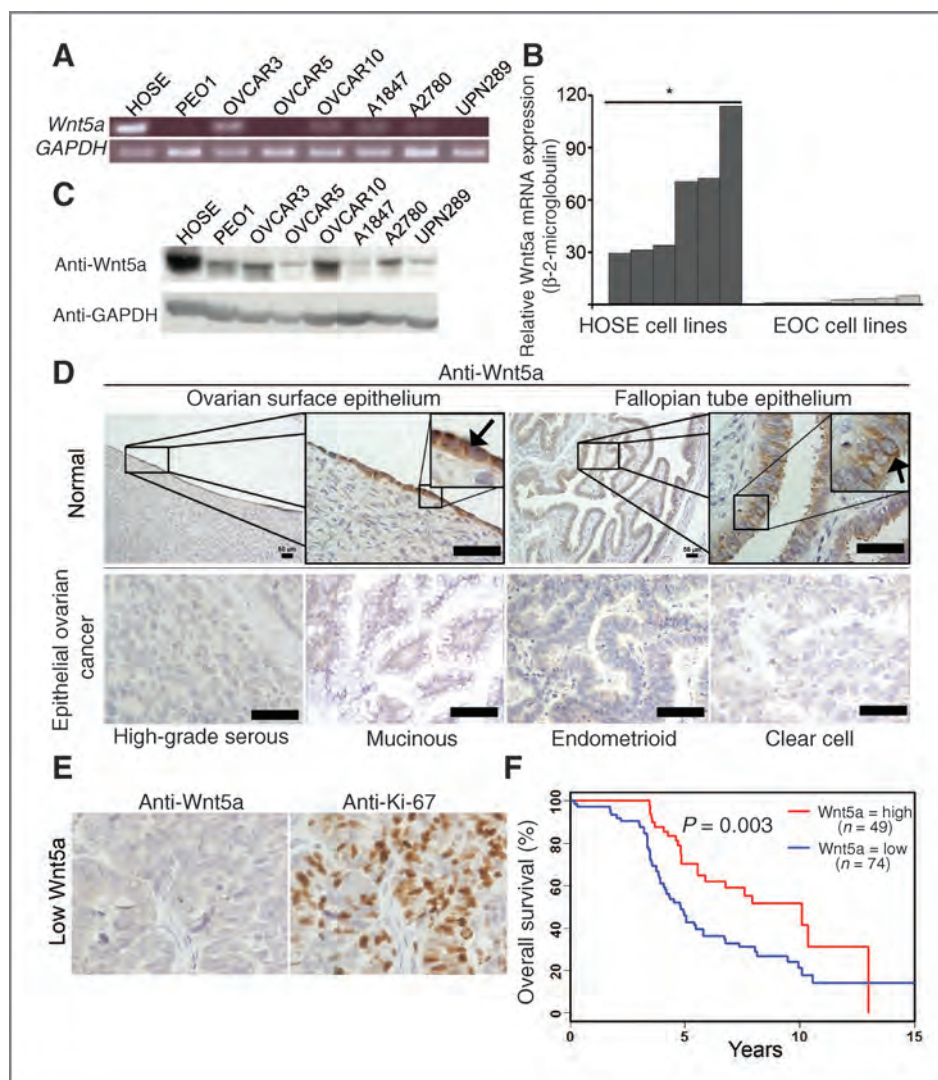 A
HOSE PEO1 OVCAR3 OVCAR5 OVCAR10 A1847 A2780 UPN289
Wnt5a
GAPDH
B
Relative Wnt5a mRNA expression
(β-2-microglobulin)
120
90
60
30
*
HOSE cell lines EOC cell lines
C
HOSE PEO1 OVCAR3 OVCAR5 OVCAR10 A1847 A2780 UPN289
Anti-Wnt5a
Anti-GAPDH
D
Anti-Wnt5a
Ovarian surface epithelium Fallopian tube epithelium
Normal
50 µm 50 µm
Epithelial ovarian
cancer
High-grade serous Mucinous Endometrioid Clear cell
E
Anti-Wnt5a Anti-Ki-67
Low Wnt5a
F
Overall survival (%)
100
80
60
40
20
0
P = 0.003
Wnt5a = high
(n = 49)
Wnt5a = low
(n = 74)
0 5 10 15
Years